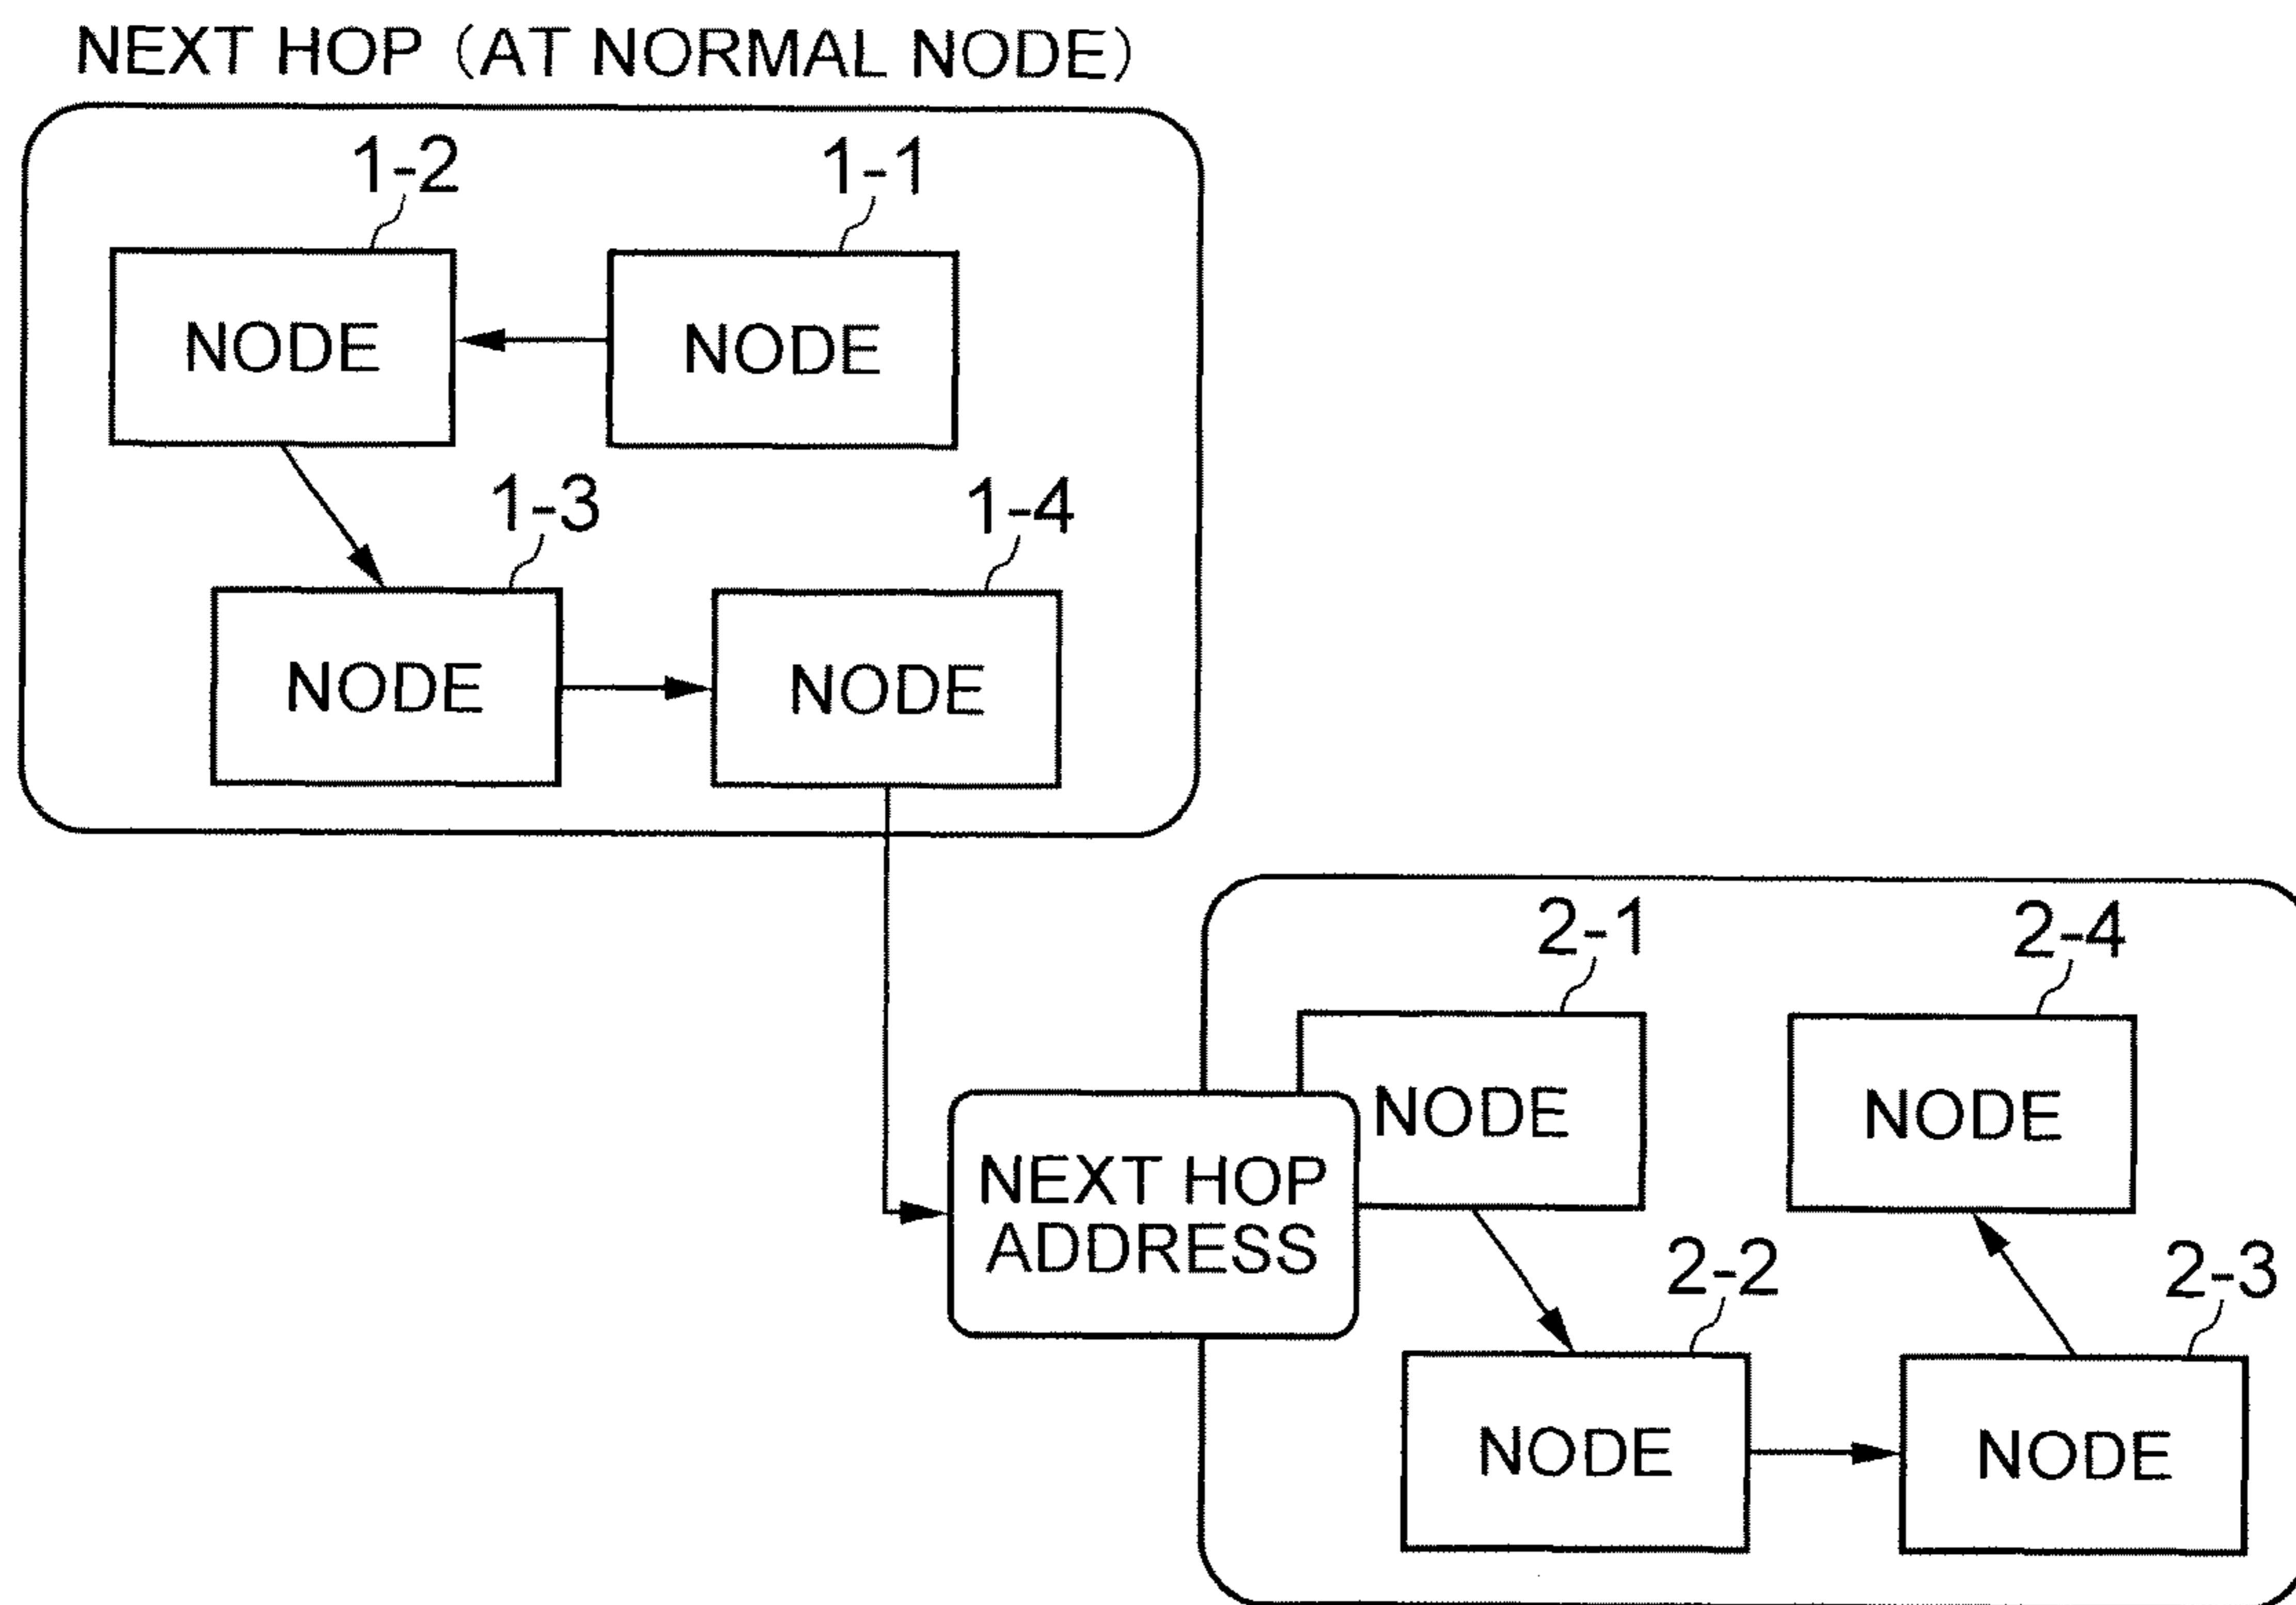 NEXT HOP (AT NORMAL NODE)
1-2
1-1
NODE
NODE
1-3
1-4
NODE
NODE
2-1
2-4
NODE
NODE
NEXT HOP
ADDRESS
2-2
2-3
NODE
NODE